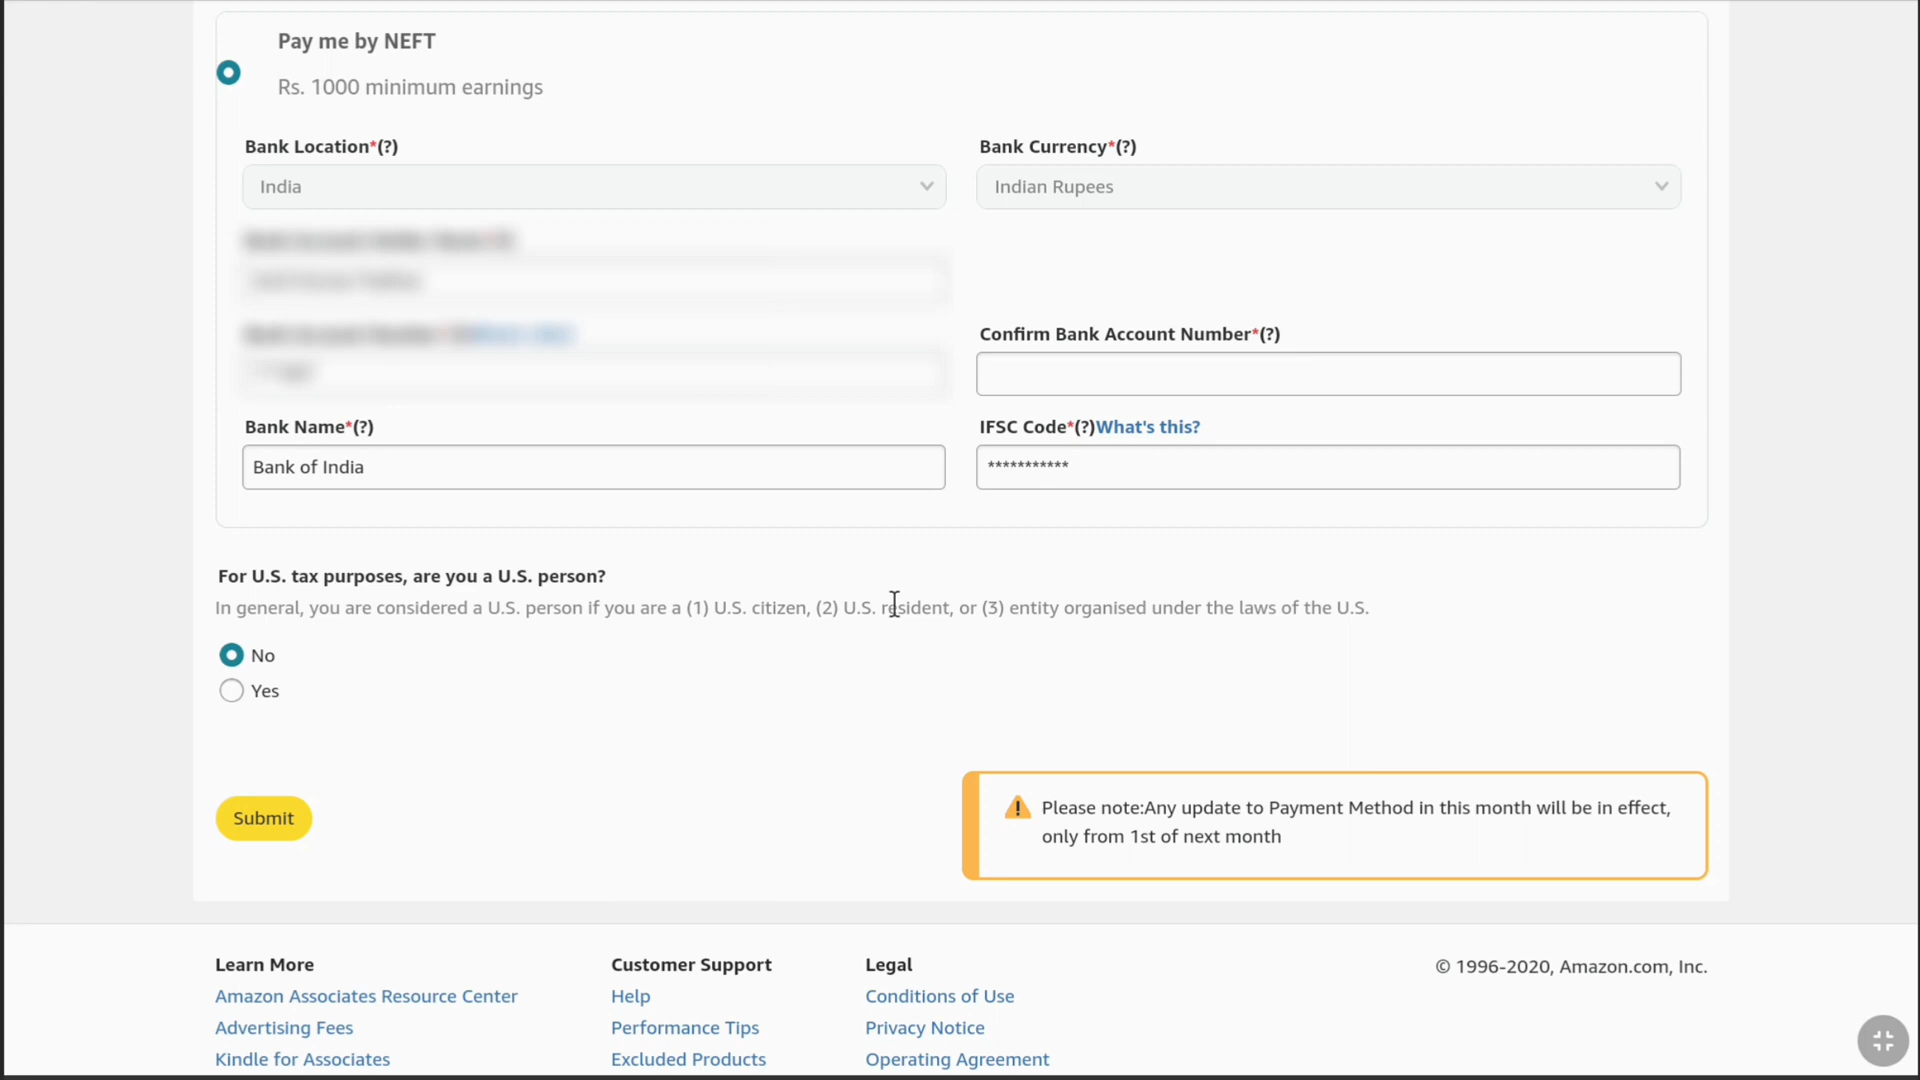 Pay me by NEFT
Rs. 1000 minimum earnings
Bank Location*(?)
Bank Currency*(?)
India
Indian Rupees
Confirm Bank Account Number*(?)
Bank Name*(?)
IFSC Code*(?)What's this?
Bank of India
***********
For U.S. tax purposes, are you a U.S. person?
In general, you are considered a U.S. person if you are a (1) U.S. citizen, (2) U.S. resident, or (3) entity organised under the laws of the U.S.
No
Yes
Submit
Please note:Any update to Payment Method in this month will be in effect,
only from 1st of next month
Learn More
Amazon Associates Resource Center
Advertising Fees
Kindle for Associates
Customer Support
Help
Performance Tips
Excluded Products
Legal
Conditions of Use
Privacy Notice
Operating Agreement
© 1996-2020, Amazon.com, Inc.